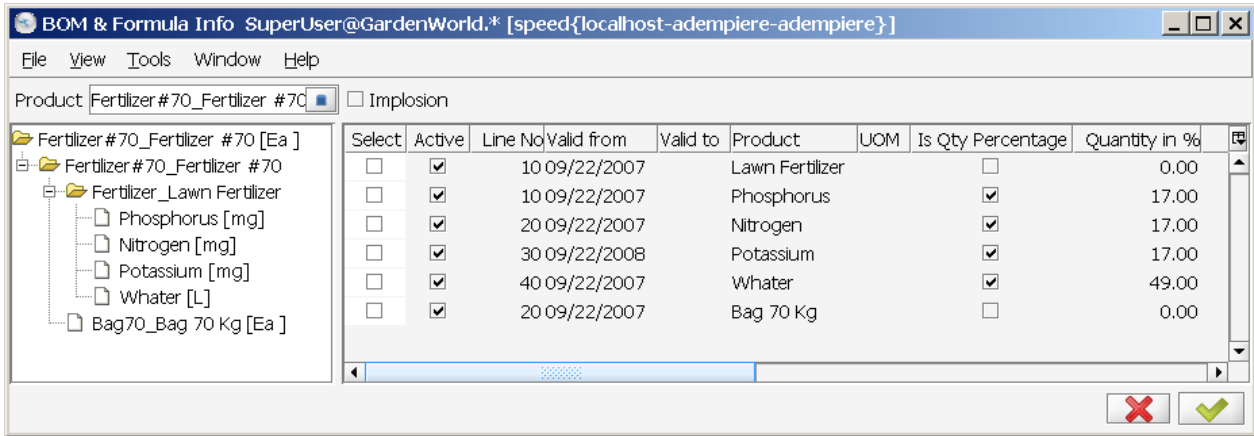 BOM & Formula Info SuperUser@GardenWorld.* [speed{localhost-adempiere-adempiere}]
File View Tools Window Help
Product Fertilizer#70_Fertilizer #70 Implosion
Fertilizer#70_Fertilizer #70 [Ea ]
Fertilizer#70_Fertilizer #70
Fertilizer_Lawn Fertilizer
Phosphorus [mg]
Nitrogen [mg]
Potassium [mg]
Whater [L]
Bag70_Bag 70 Kg [Ea ]
Select Active Line No Valid from Valid to Product UOM Is Qty Percentage Quantity in %
10 09/22/2007 Lawn Fertilizer 0.00
10 09/22/2007 Phosphorus 17.00
20 09/22/2007 Nitrogen 17.00
30 09/22/2008 Potassium 17.00
40 09/22/2007 Whater 49.00
20 09/22/2007 Bag 70 Kg 0.00